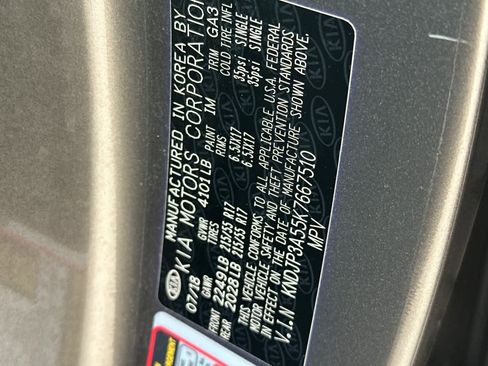 KIA MANUFACTURED IN KOREA BY
KIA MOTORS CORPORATION
07/18 GVWR 4101LB PAINT 1M TRIM GA3
GAWR TIRES RIMS COLD TIRE INFL
FRONT 2249LB 215/55 R17 6.5JX17 35psi SINGLE
REAR 2028LB 215/55 R17 6.5JX17 35psi SINGLE
THIS VEHICLE CONFORMS TO ALL APPLICABLE U.S.A. FEDERAL
MOTOR VEHICLE SAFETY AND THEFT PREVENTION STANDARDS
IN EFFECT ON THE DATE OF MANUFACTURE SHOWN ABOVE.
V.I.N KNDJP3A55K7667510
MPV